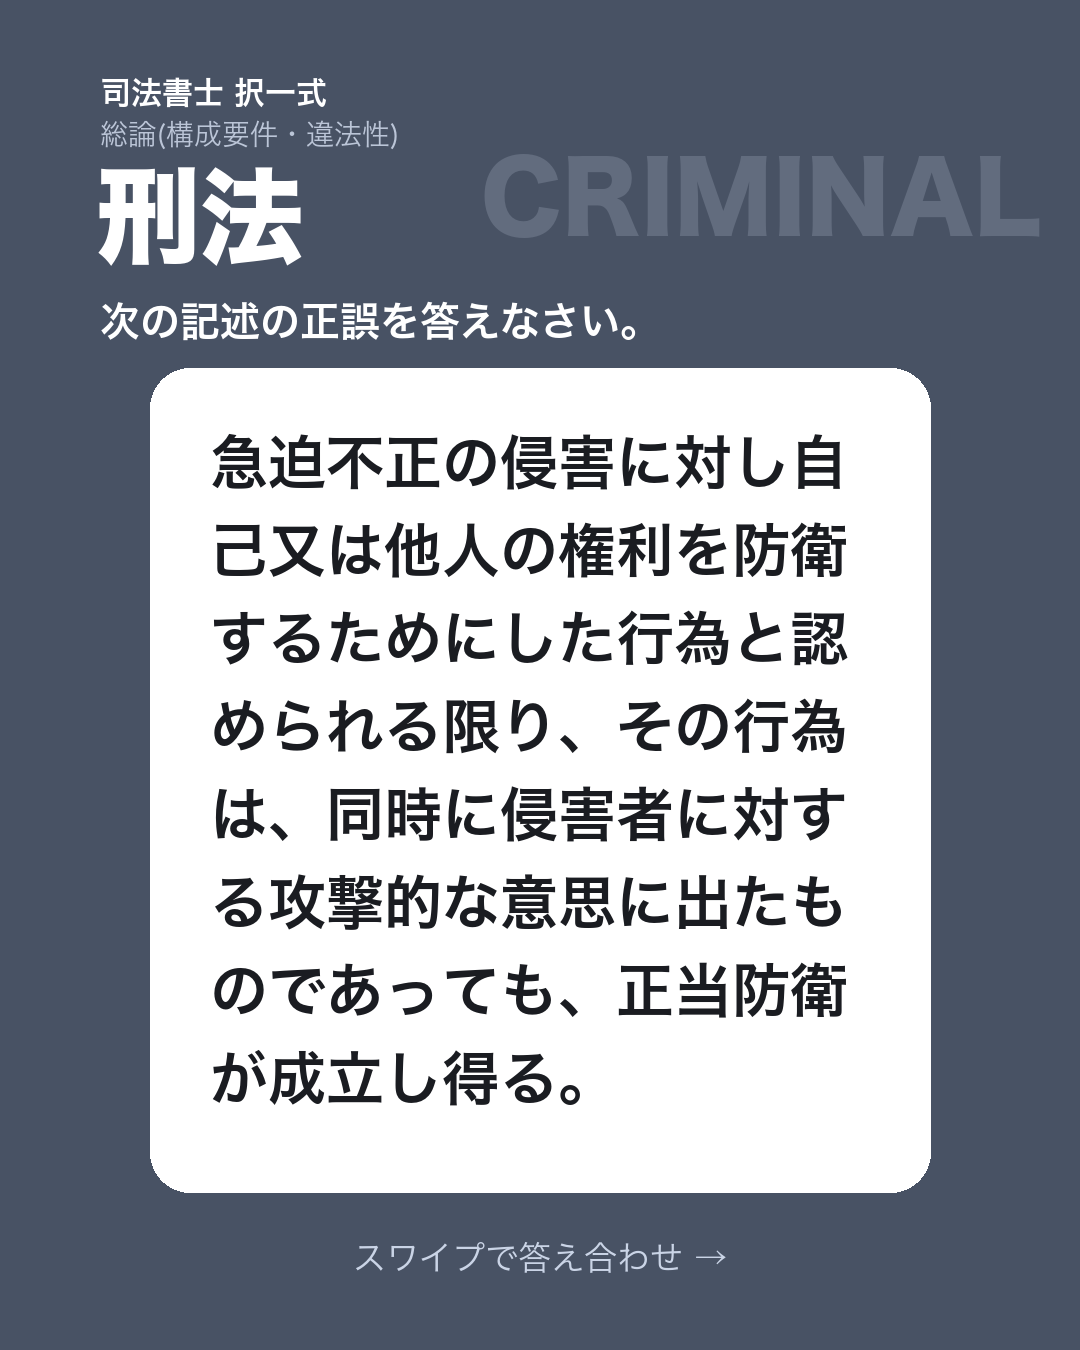 司法書士 択一式
総論(構成要件・違法性)
刑法
CRIMINAL
次の記述の正誤を答えなさい。
急迫不正の侵害に対し自
己又は他人の権利を防衛
するためにした行為と認
められる限り、その行為
は、同時に侵害者に対す
る攻撃的な意思に出たも
のであっても、正当防衛
が成立し得る。
スワイプで答え合わせ →